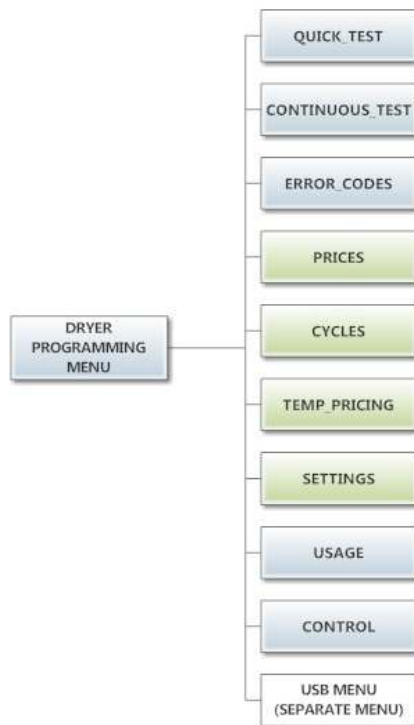 QUICK_TEST
CONTINUOUS_TEST
ERROR_CODES
PRICES
CYCLES
DRYER
PROGRAMMING
MENU
TEMP_PRICING
SETTINGS
USAGE
CONTROL
USB MENU
(SEPARATE MENU)